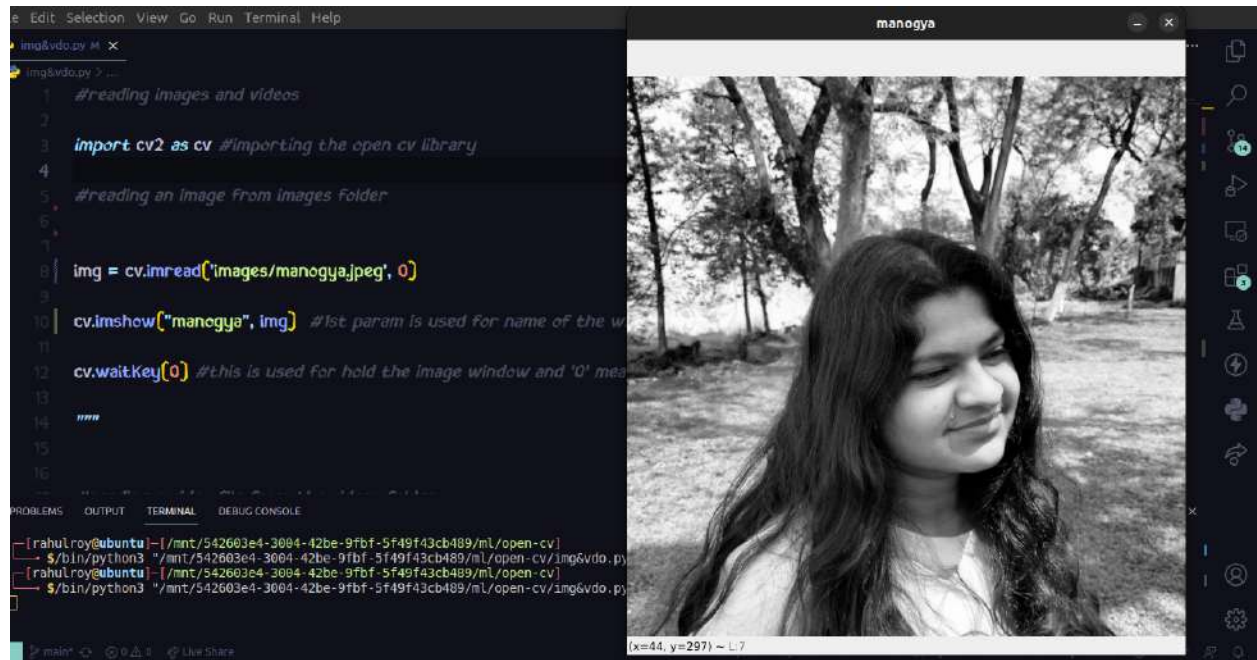 e Edit Selection View Go Run Terminal Help
img&vdo.py M
img&vdo.py > ...
1 #reading images and videos
2
3 import cv2 as cv #importing the open cv library
4
5 #reading an image from images folder
6
7
8 img = cv.imread('images/manogya.jpeg', 0)
9
10 cv.imshow("manogya", img) #1st param is used for name of the w
11
12 cv.waitKey(0) #this is used for hold the image window and '0' mea
13
14 """
15
16
PROBLEMS OUTPUT TERMINAL DEBUG CONSOLE
[rahulroy@ubuntu]-[/mnt/542603e4-3004-42be-9fbf-5f49f43cb489/ml/open-cv]
$/bin/python3 "/mnt/542603e4-3004-42be-9fbf-5f49f43cb489/ml/open-cv/img&vdo.py
[rahulroy@ubuntu]-[/mnt/542603e4-3004-42be-9fbf-5f49f43cb489/ml/open-cv]
$/bin/python3 "/mnt/542603e4-3004-42be-9fbf-5f49f43cb489/ml/open-cv/img&vdo.py
main* Live Share
manogya
(x=44, y=297) ~ L:7
14
3